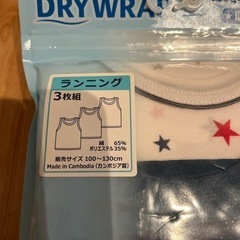 DRYWRA
ランニング
3枚組
綿 65%
ポリエステル 35%
販売サイズ 100～130cm
Made in Cambodia (カンボジア製)